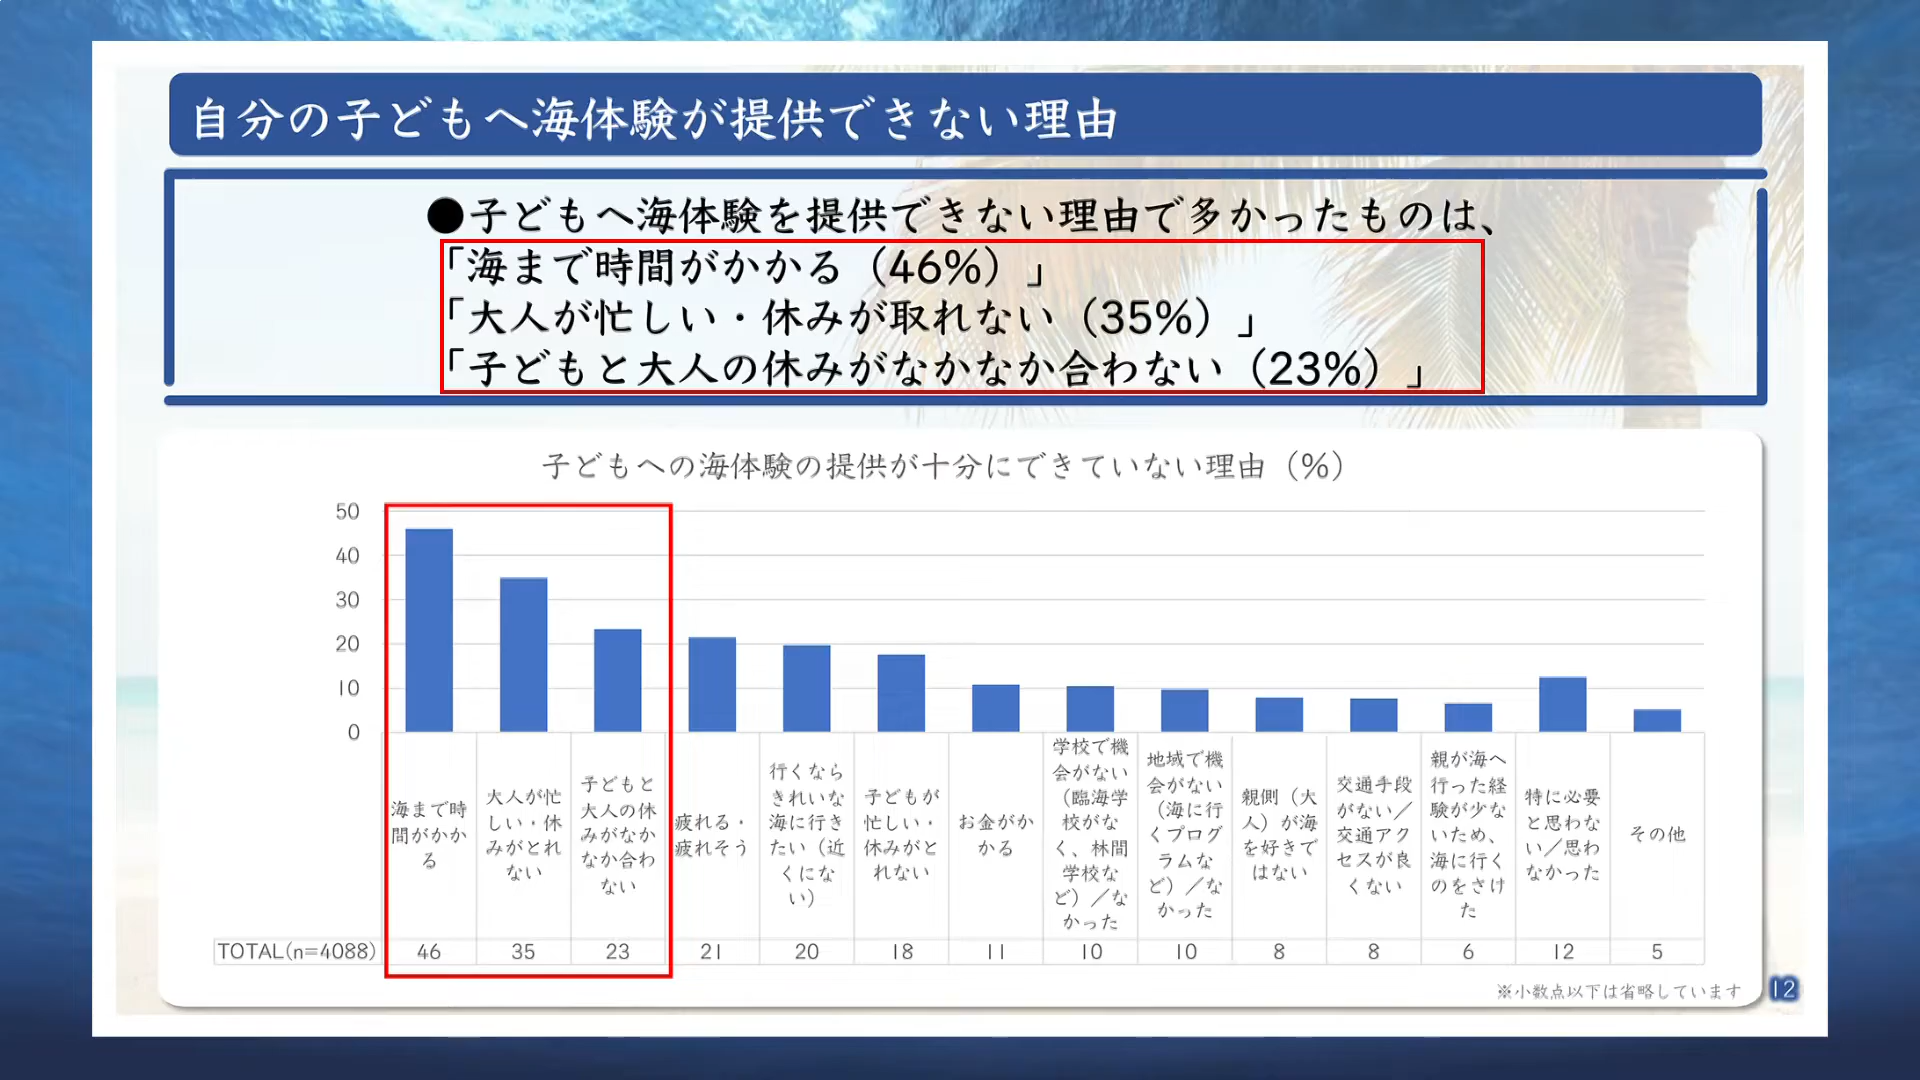 自分の子どもへ海体験が提供できない理由
●子どもへ海体験を提供できない理由で多かったものは、
「海まで時間がかかる（46%）」
「大人が忙しい・休みが取れない（35%）」
「子どもと大人の休みがなかなか合わない（23%）」
子どもへの海体験の提供が十分にできていない理由（%）
50
40
30
20
10
0
海まで時
間がかか
る
大人が忙
しい・休
みがとれ
ない
子どもと
大人の休
みがなか
なか合わ
ない
疲れる・
疲れそう
行くなら
きれいな
海に行き
たい（近
くにな
い）
子どもが
忙しい・
休みがと
れない
お金がか
かる
学校で機
会がない
（臨海学
校がな
く、林間
学校な
ど）／な
かった
地域で機
会がない
（海に行
くプログ
ラムな
ど）／な
かった
親側（大
人）が海
を好きで
はない
交通手段
がない／
交通アク
セスが良
くない
親が海へ
行った経
験が少な
いため、
海に行く
のをさけ
た
特に必要
と思わな
い／思わ
なかった
その他
TOTAL(n=4088) 46 35 23 21 20 18 11 10 10 8 8 6 12 5
※小数点以下は省略しています
12